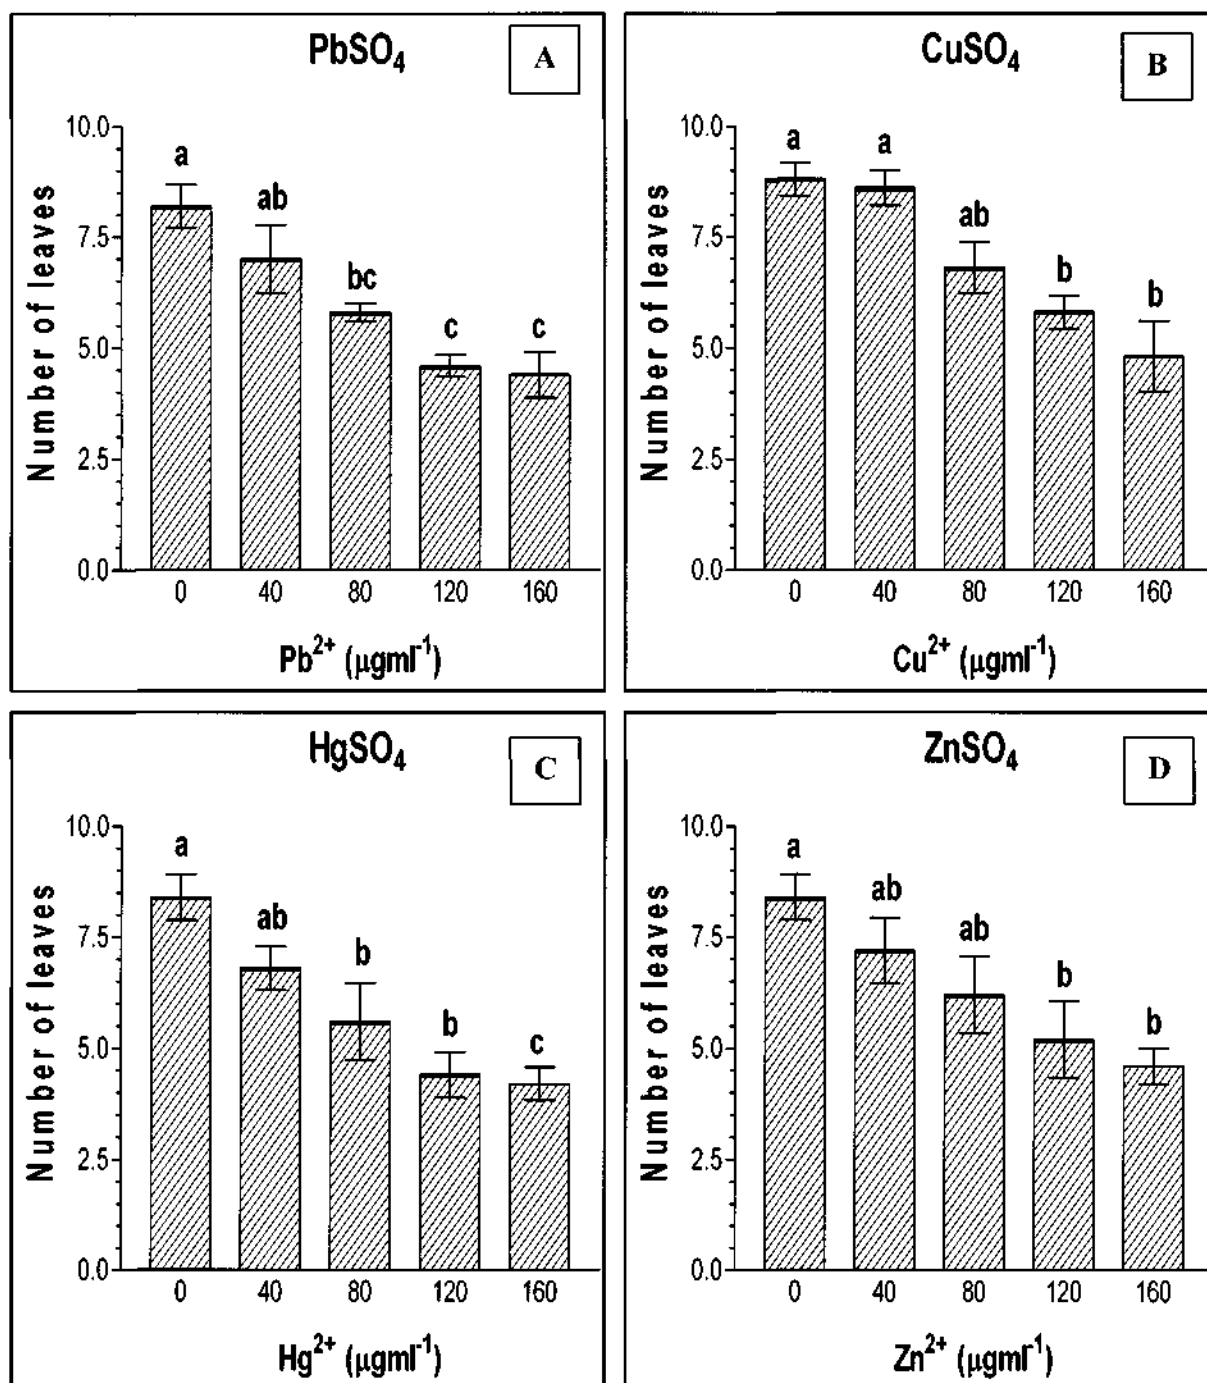 PbSO4
A
Number of leaves
10.0
7.5
5.0
2.5
0.0
a
ab
bc
c
c
0 40 80 120 160
Pb2+ (µgml-1)
CuSO4
B
Number of leaves
10.0
7.5
5.0
2.5
0.0
a
a
ab
b
b
0 40 80 120 160
Cu2+ (µgml-1)
HgSO4
C
Number of leaves
10.0
7.5
5.0
2.5
0.0
a
ab
b
b
c
0 40 80 120 160
Hg2+ (µgml-1)
ZnSO4
D
Number of leaves
10.0
7.5
5.0
2.5
0.0
a
ab
ab
b
b
0 40 80 120 160
Zn2+ (µgml-1)